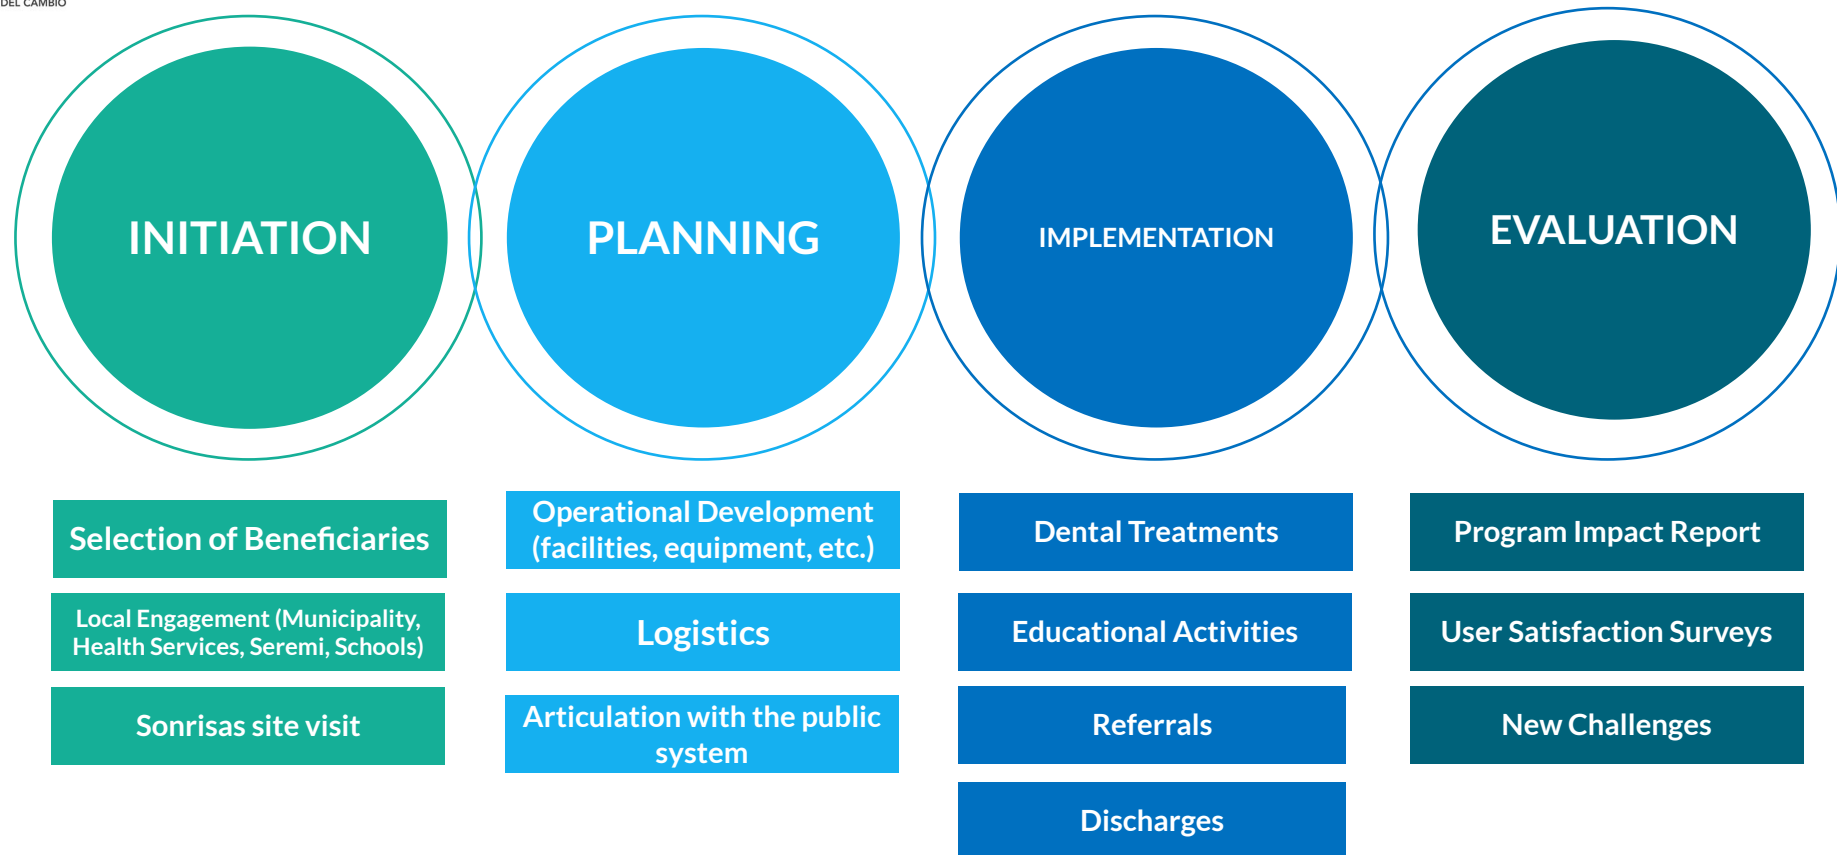 DEL CAMBIO
INITIATION
PLANNING
IMPLEMENTATION
EVALUATION
Selection of Beneficiaries
Local Engagement (Municipality,
Health Services, Seremi, Schools)
Sonrisas site visit
Operational Development
(facilities, equipment, etc.)
Logistics
Articulation with the public
system
Dental Treatments
Educational Activities
Referrals
Discharges
Program Impact Report
User Satisfaction Surveys
New Challenges